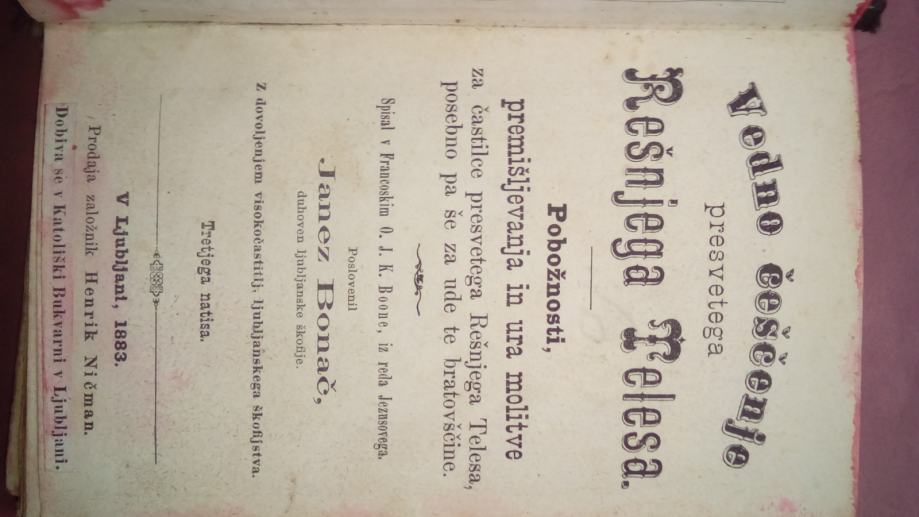 Vedno češčenje
presvetega
Rešnjega Telesa.
Pobožnosti,
premišljevanja in ura molitve
za častilce presvetega Rešnjega Telesa,
posebno pa še za ude te bratovščine.
Spisal v Francoskim O. J. K. Boone, iz reda Jezusovega.
Poslovenil
Janez Bonač,
duhoven ljubljanske škofije.
Z dovoljenjem visokočastitlj. ljubljanskega škofijstva.
Tretjega natisa.
V Ljubljani, 1883.
Prodaja založnik Henrik Ničman.
Dobiva se v Katoliški Bukvarni v Ljubljani.